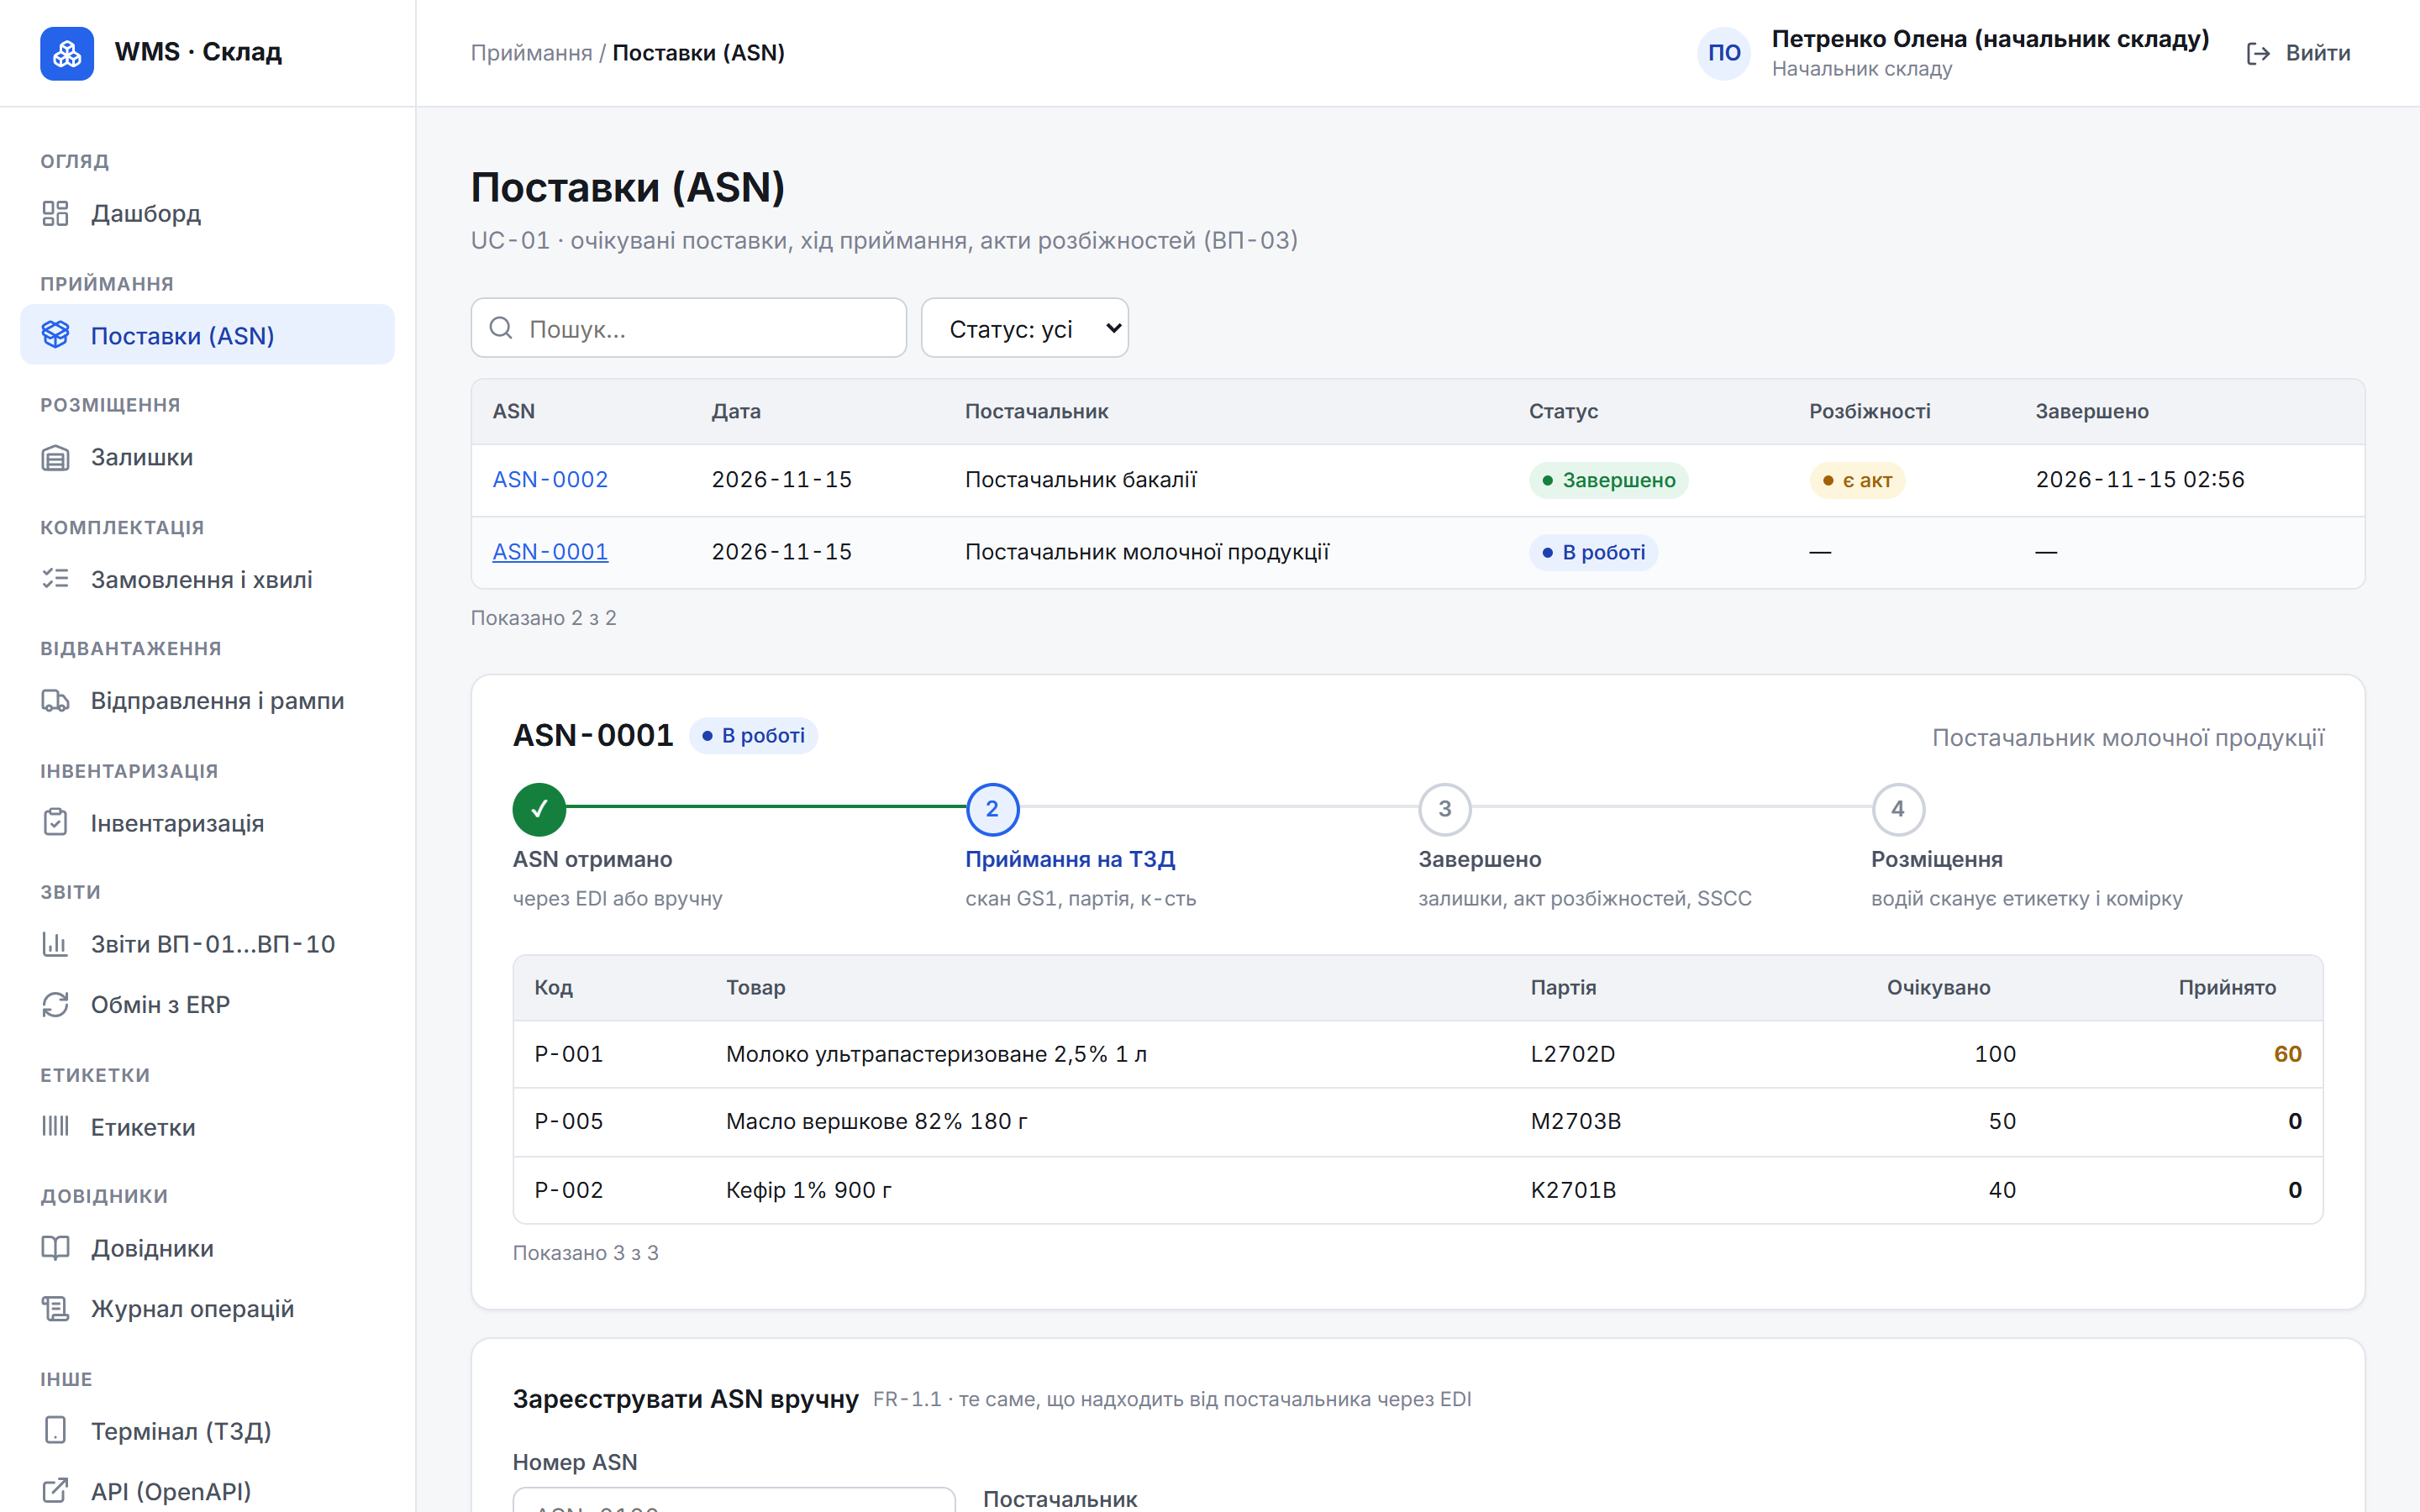 WMS · Склад
Приймання / Поставки (ASN)
ПО
Петренко Олена (начальник складу)
Начальник складу
Вийти
ОГЛЯД
Дашборд
ПРИЙМАННЯ
Поставки (ASN)
РОЗМІЩЕННЯ
Залишки
КОМПЛЕКТАЦІЯ
Замовлення і хвилі
ВІДВАНТАЖЕННЯ
Відправлення і рампи
ІНВЕНТАРИЗАЦІЯ
Інвентаризація
ЗВІТИ
Звіти ВП-01…ВП-10
Обмін з ERP
ЕТИКЕТКИ
Етикетки
ДОВІДНИКИ
Довідники
Журнал операцій
ІНШЕ
Термінал (ТЗД)
API (OpenAPI)
Поставки (ASN)
UC-01 · очікувані поставки, хід приймання, акти розбіжностей (ВП-03)
Пошук…
Статус: усі
ASN Дата Постачальник Статус Розбіжності Завершено
ASN-0002 2026-11-15 Постачальник бакалії Завершено є акт 2026-11-15 02:56
ASN-0001 2026-11-15 Постачальник молочної продукції В роботі — —
Показано 2 з 2
ASN-0001 В роботі Постачальник молочної продукції
✓ 2 3 4
ASN отримано Приймання на ТЗД Завершено Розміщення
через EDI або вручну скан GS1, партія, к-сть залишки, акт розбіжностей, SSCC водій сканує етикетку і комірку
Код Товар Партія Очікувано Прийнято
P-001 Молоко ультрапастеризоване 2,5% 1 л L2702D 100 60
P-005 Масло вершкове 82% 180 г M2703B 50 0
P-002 Кефір 1% 900 г K2701B 40 0
Показано 3 з 3
Зареєструвати ASN вручну FR-1.1 · те саме, що надходить від постачальника через EDI
Номер ASN
Постачальник